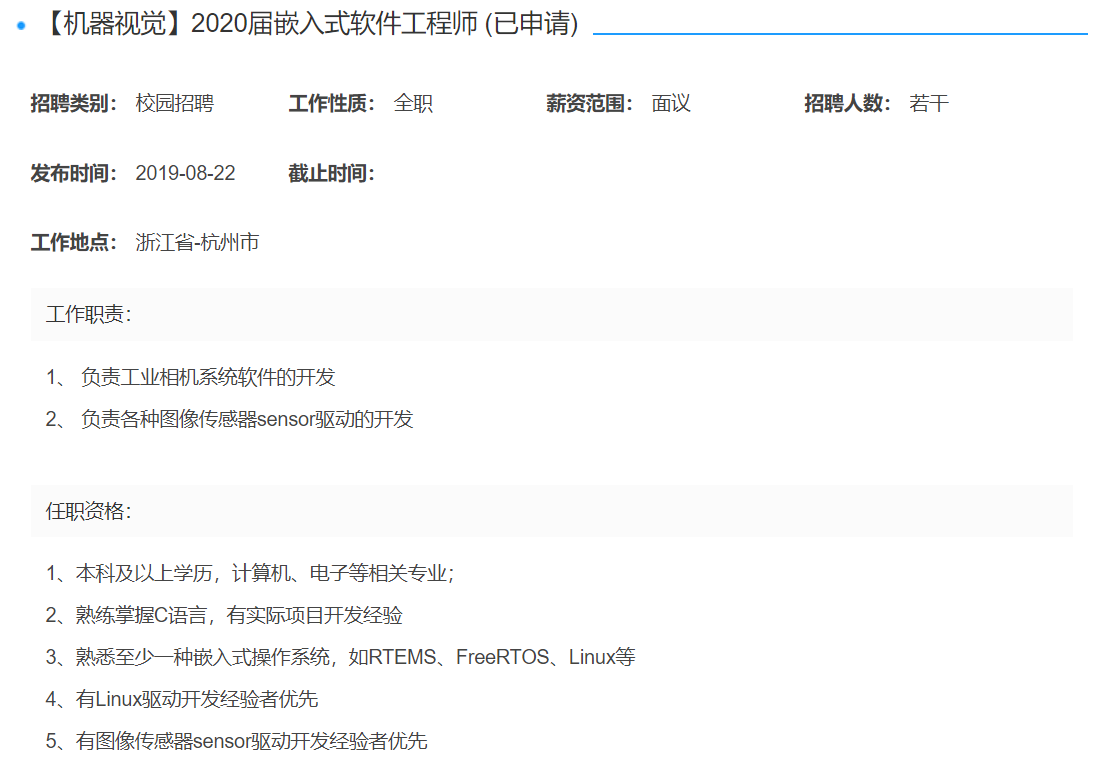 【机器视觉】2020届嵌入式软件工程师 (已申请)
招聘类别： 校园招聘 工作性质： 全职 薪资范围： 面议 招聘人数： 若干
发布时间： 2019-08-22 截止时间：
工作地点： 浙江省-杭州市
工作职责：
1、 负责工业相机系统软件的开发
2、 负责各种图像传感器sensor驱动的开发
任职资格：
1、本科及以上学历，计算机、电子等相关专业；
2、熟练掌握C语言，有实际项目开发经验
3、熟悉至少一种嵌入式操作系统，如RTEMS、FreeRTOS、Linux等
4、有Linux驱动开发经验者优先
5、有图像传感器sensor驱动开发经验者优先